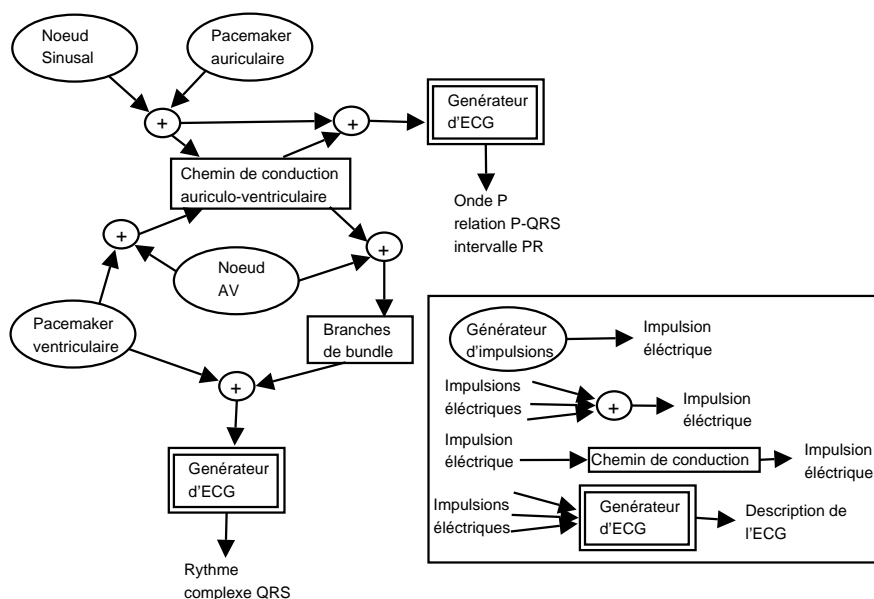 Noeud
Sinusal
Pacemaker
auriculaire
+
+
Genérateur
d'ECG
Chemin de conduction
auriculo-ventriculaire
Onde P
relation P-QRS
intervalle PR
+
+
Noeud
AV
Pacemaker
ventriculaire
Branches
de bundle
+
Genérateur
d'ECG
Rythme
complexe QRS
Générateur
d'impulsions
Impulsion
éléctrique
Impulsions
éléctriques
+
Impulsion
éléctrique
Impulsion
éléctrique
Chemin de conduction
Impulsion
éléctrique
Impulsions
éléctriques
Genérateur
d'ECG
Description de
l'ECG